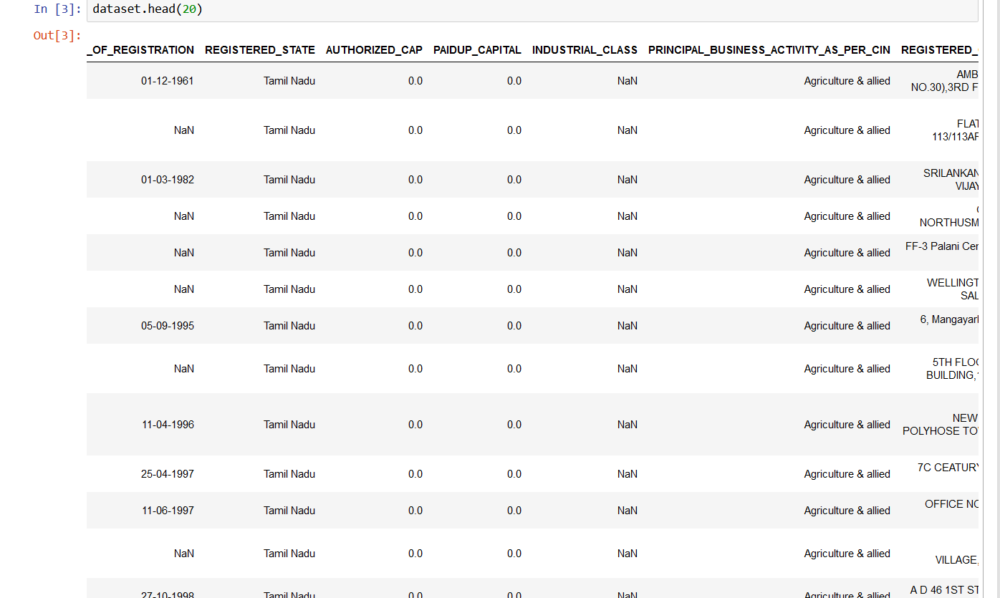 In [3]: dataset.head(20)
Out[3]:
_OF_REGISTRATION REGISTERED_STATE AUTHORIZED_CAP PAIDUP_CAPITAL INDUSTRIAL_CLASS PRINCIPAL_BUSINESS_ACTIVITY_AS_PER_CIN REGISTERED_
01-12-1961 Tamil Nadu 0.0 0.0 NaN Agriculture & allied AMB
NO.30),3RD F
NaN Tamil Nadu 0.0 0.0 NaN Agriculture & allied FLAT
113/113AF
01-03-1982 Tamil Nadu 0.0 0.0 NaN Agriculture & allied SRILANKAN
VIJAY
NaN Tamil Nadu 0.0 0.0 NaN Agriculture & allied
NORTHUSM
NaN Tamil Nadu 0.0 0.0 NaN Agriculture & allied FF-3 Palani Cer
NaN Tamil Nadu 0.0 0.0 NaN Agriculture & allied WELLINGT
SAL
05-09-1995 Tamil Nadu 0.0 0.0 NaN Agriculture & allied 6, Mangayarl
NaN Tamil Nadu 0.0 0.0 NaN Agriculture & allied 5TH FLOO
BUILDING,
11-04-1996 Tamil Nadu 0.0 0.0 NaN Agriculture & allied NEW
POLYHOSE TO
25-04-1997 Tamil Nadu 0.0 0.0 NaN Agriculture & allied 7C CEATURY
11-06-1997 Tamil Nadu 0.0 0.0 NaN Agriculture & allied OFFICE NO
NaN Tamil Nadu 0.0 0.0 NaN Agriculture & allied
VILLAGE,
27-10-1998 Tamil Nadu 0.0 0.0 NaN Agriculture & allied A D 46 1ST ST